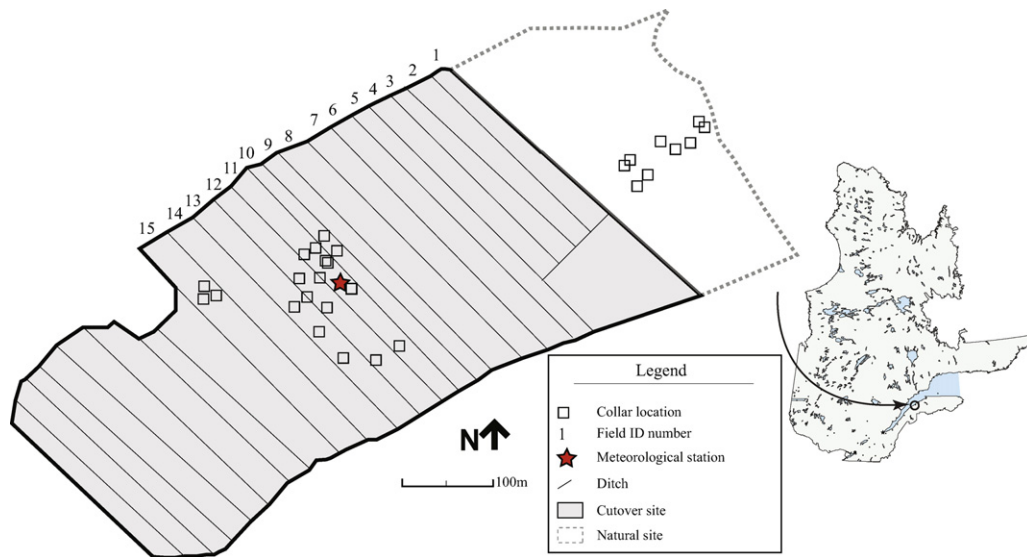 1
2
3
4
5
6
7
8
9
10
11
12
13
14
15
N
100m
Legend
Collar location
1 Field ID number
Meteorological station
Ditch
Cutover site
Natural site